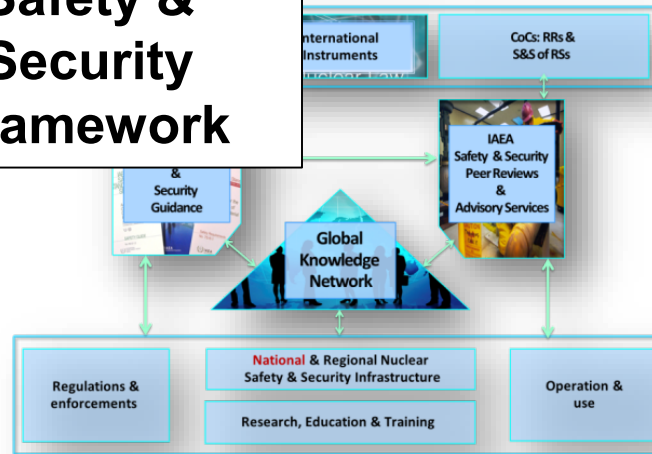 Safety &
Security
amework
nternational
Instruments
CoCs: RRs &
S&S of RSs
&
Security
Guidance
IAEA
Safety & Security
Peer Reviews
&
Advisory Services
Global
Knowledge
Network
Regulations &
enforcements
National & Regional Nuclear
Safety & Security Infrastructure
Research, Education & Training
Operation &
use